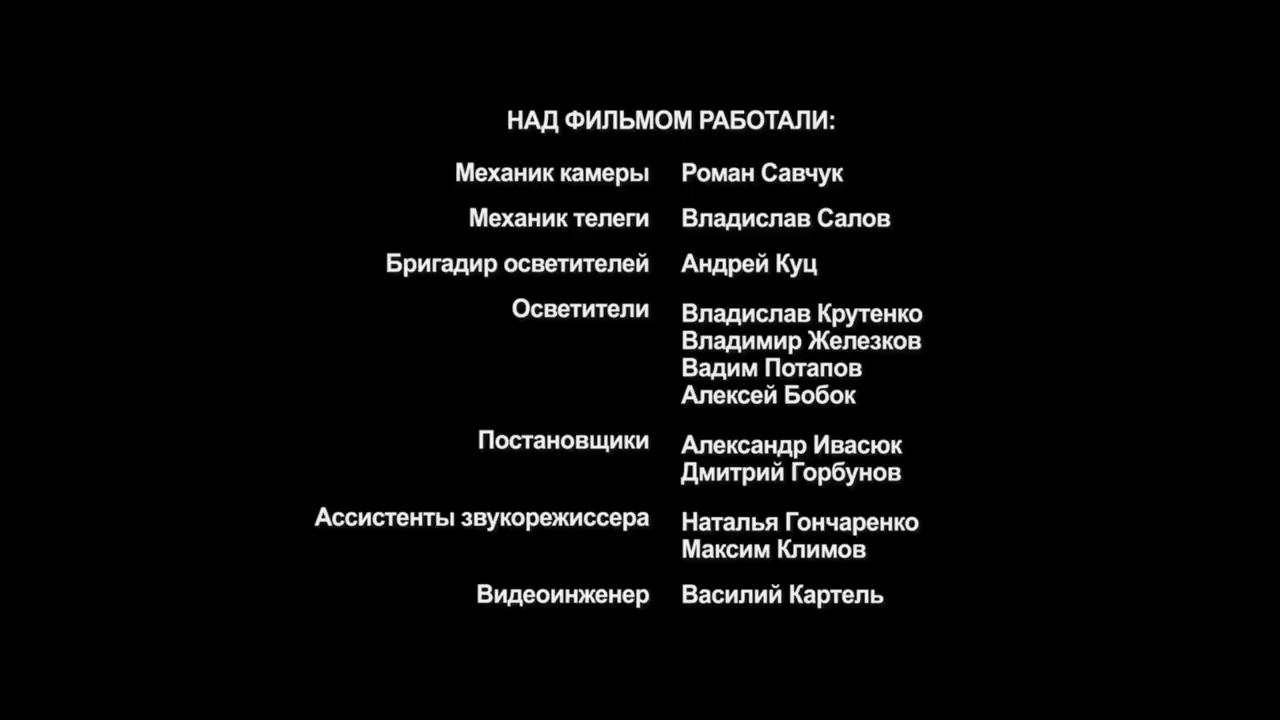 НАД ФИЛЬМОМ РАБОТАЛИ:
Механик камеры Роман Савчук
Механик телеги Владислав Салов
Бригадир осветителей Андрей Куц
Осветители Владислав Крутенко
Владимир Железков
Вадим Потапов
Алексей Бобок
Постановщики Александр Ивасюк
Дмитрий Горбунов
Ассистенты звукорежиссера Наталья Гончаренко
Максим Климов
Видеоинженер Василий Картель